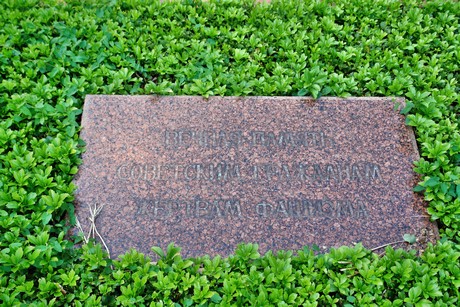 ВЕЧНАЯ ПАМЯТЬ
СОВЕТСКИМ ГРАЖДАНАМ
ЖЕРТВАМ ФАШИЗМА